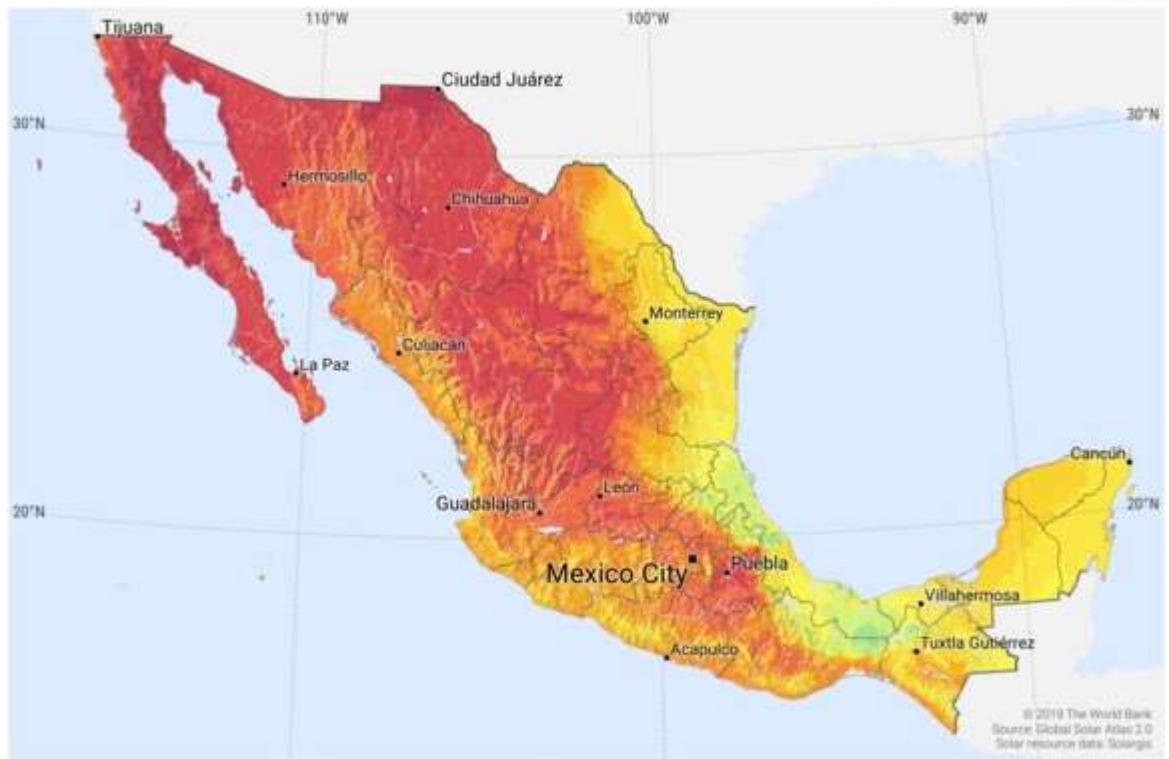 110°W
100°W
90°W
Tijuana
Ciudad Juárez
30°N
30°N
Hermosillo
Chihuahua
Monterrey
Culiacán
La Paz
Cancún
León
Guadalajara
20°N
20°N
Mexico City
Puebla
Villahermosa
Tuxtla Gutiérrez
Acapulco
© 2019 The World Bank
Source: Global Solar Atlas 2.0
Solar resource data: Solargis